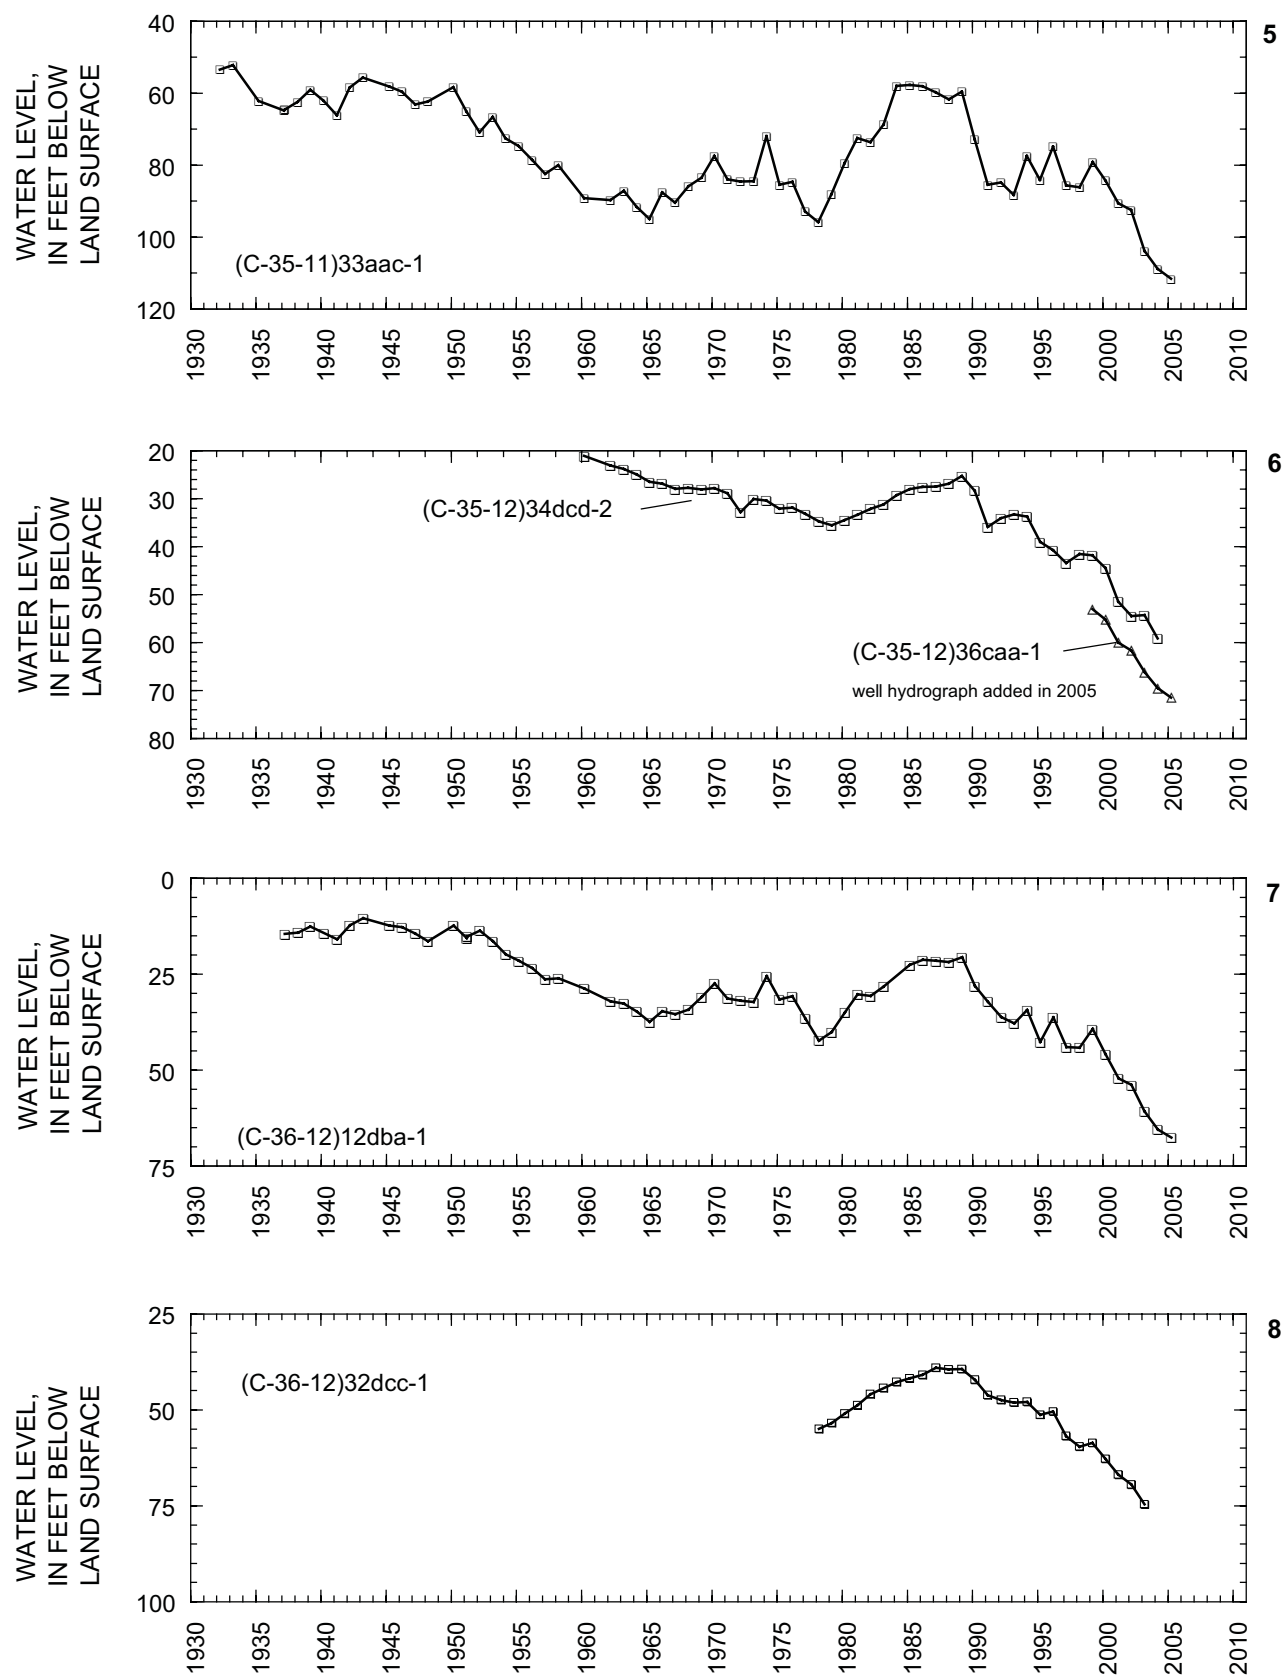 5
WATER LEVEL,
IN FEET BELOW
LAND SURFACE
40
60
80
100
120
(C-35-11)33aac-1
1930 1935 1940 1945 1950 1955 1960 1965 1970 1975 1980 1985 1990 1995 2000 2005 2010
6
WATER LEVEL,
IN FEET BELOW
LAND SURFACE
20
30
40
50
60
70
80
(C-35-12)34dcd-2
(C-35-12)36caa-1
well hydrograph added in 2005
1930 1935 1940 1945 1950 1955 1960 1965 1970 1975 1980 1985 1990 1995 2000 2005 2010
7
WATER LEVEL,
IN FEET BELOW
LAND SURFACE
0
25
50
75
(C-36-12)12dba-1
1930 1935 1940 1945 1950 1955 1960 1965 1970 1975 1980 1985 1990 1995 2000 2005 2010
8
WATER LEVEL,
IN FEET BELOW
LAND SURFACE
25
50
75
100
(C-36-12)32dcc-1
1930 1935 1940 1945 1950 1955 1960 1965 1970 1975 1980 1985 1990 1995 2000 2005 2010